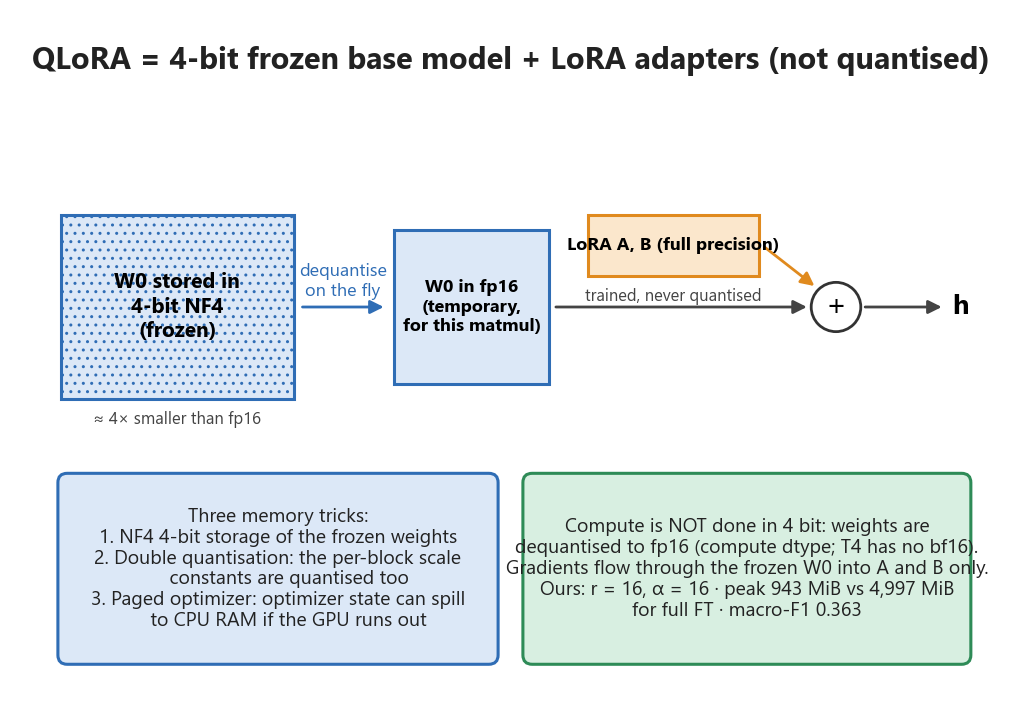 QLoRA = 4-bit frozen base model + LoRA adapters (not quantised)
W0 stored in
4-bit NF4
(frozen)
≈ 4× smaller than fp16
dequantise
on the fly
W0 in fp16
(temporary,
for this matmul)
LoRA A, B (full precision)
trained, never quantised
+
h
Three memory tricks:
1. NF4 4-bit storage of the frozen weights
2. Double quantisation: the per-block scale
constants are quantised too
3. Paged optimizer: optimizer state can spill
to CPU RAM if the GPU runs out
Compute is NOT done in 4 bit: weights are
dequantised to fp16 (compute dtype; T4 has no bf16).
Gradients flow through the frozen W0 into A and B only.
Ours: r = 16, α = 16 · peak 943 MiB vs 4,997 MiB
for full FT · macro-F1 0.363